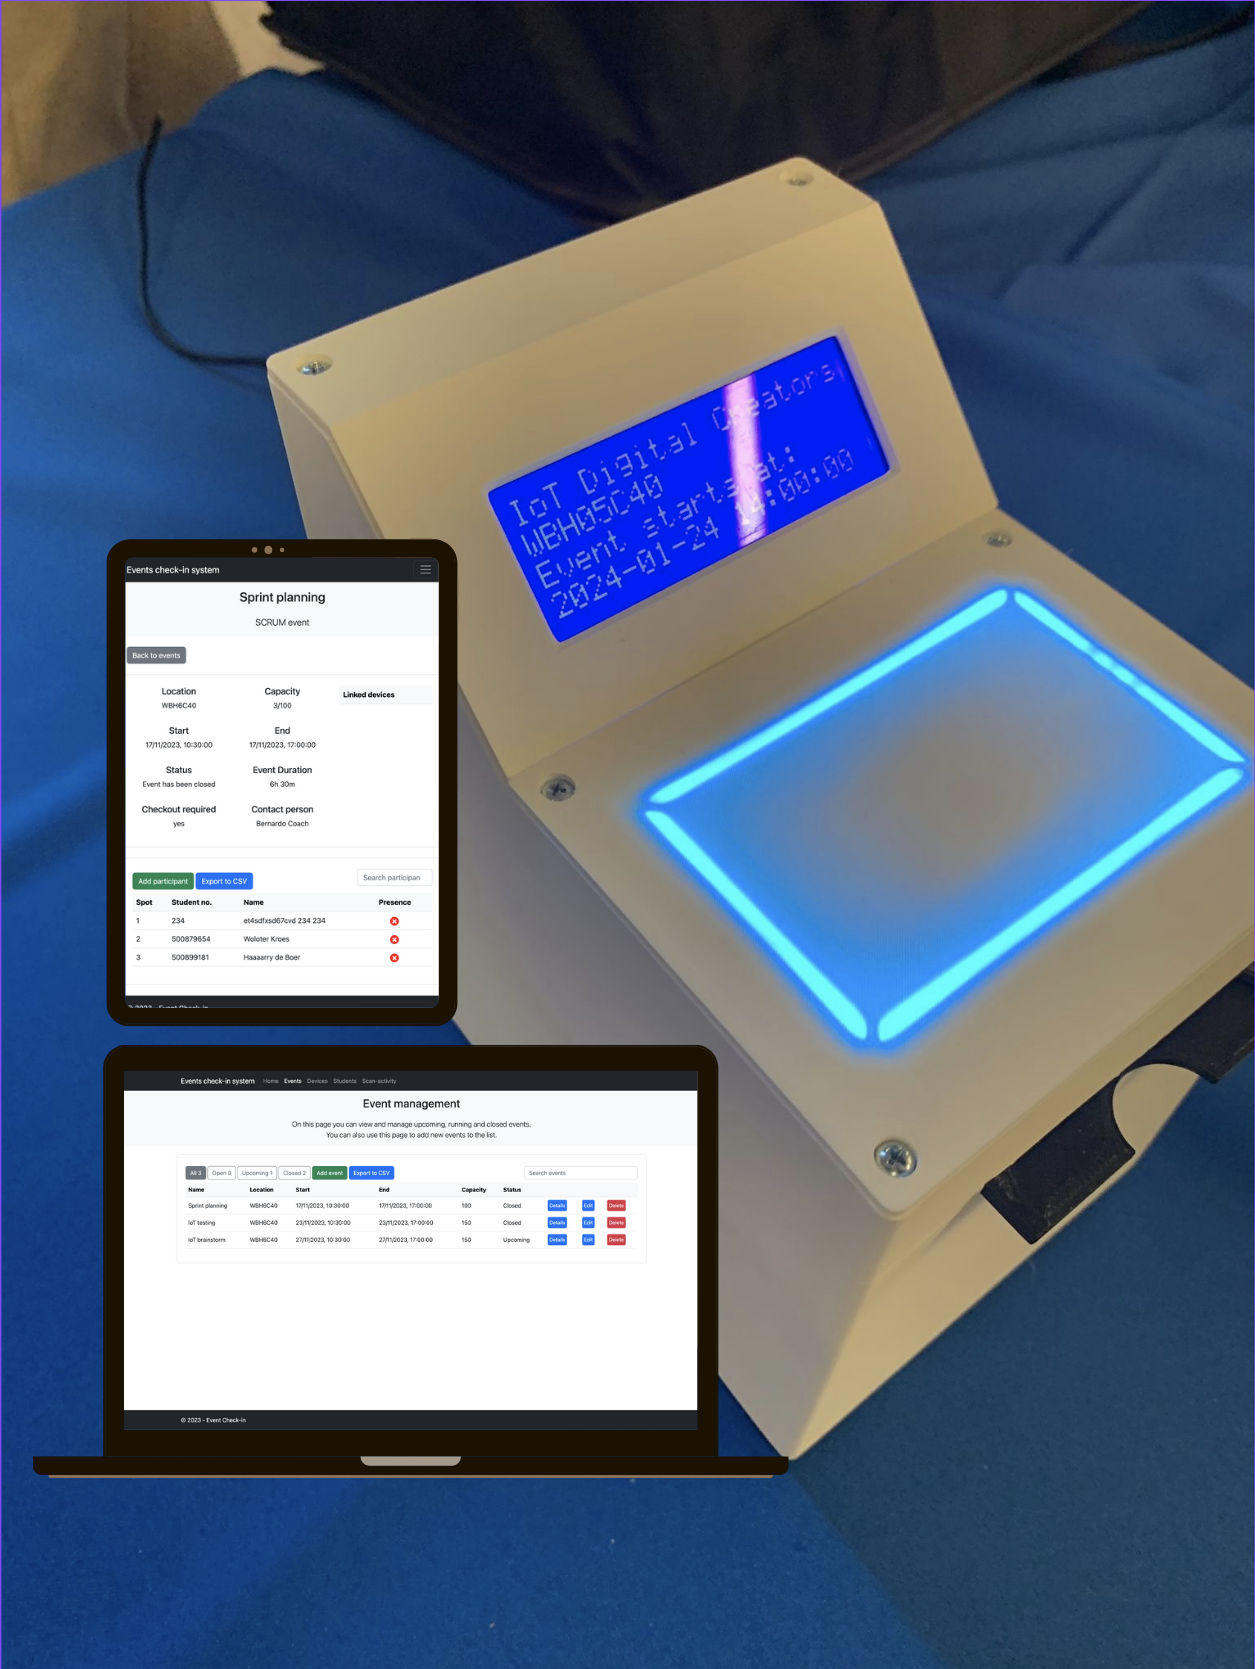 IoT Digital Creators
WBH05C40
Event starts at:
2024-01-24 14:00:00
Events check-in system
Sprint planning
SCRUM event
Back to events
Location Capacity Linked devices
WBH6C40 3/100
Start End
17/11/2023, 10:30:00 17/11/2023, 17:00:00
Status Event Duration
Event has been closed 6h 30m
Checkout required Contact person
yes Bernardo Coach
Add participant Export to CSV Search participan
Spot Student no. Name Presence
1 234 et4sdfxsd67cvd 234 234
2 500879654 Woloter Kroes
3 500899181 Haaaarry de Boer
© 2023 - Event Check-in
Events check-in system Home Events Devices Students Scan-activity
Event management
On this page you can view and manage upcoming, running and closed events.
You can also use this page to add new events to the list.
All 3 Open 0 Upcoming 1 Closed 2 Add event Export to CSV Search events
Name Location Start End Capacity Status
Sprint planning WBH6C40 17/11/2023, 10:30:00 17/11/2023, 17:00:00 100 Closed Details Edit Delete
IoT testing WBH6C40 23/11/2023, 10:30:00 23/11/2023, 17:00:00 150 Closed Details Edit Delete
IoT brainstorm WBH6C40 27/11/2023, 10:30:00 27/11/2023, 17:00:00 150 Upcoming Details Edit Delete
© 2023 - Event Check-in